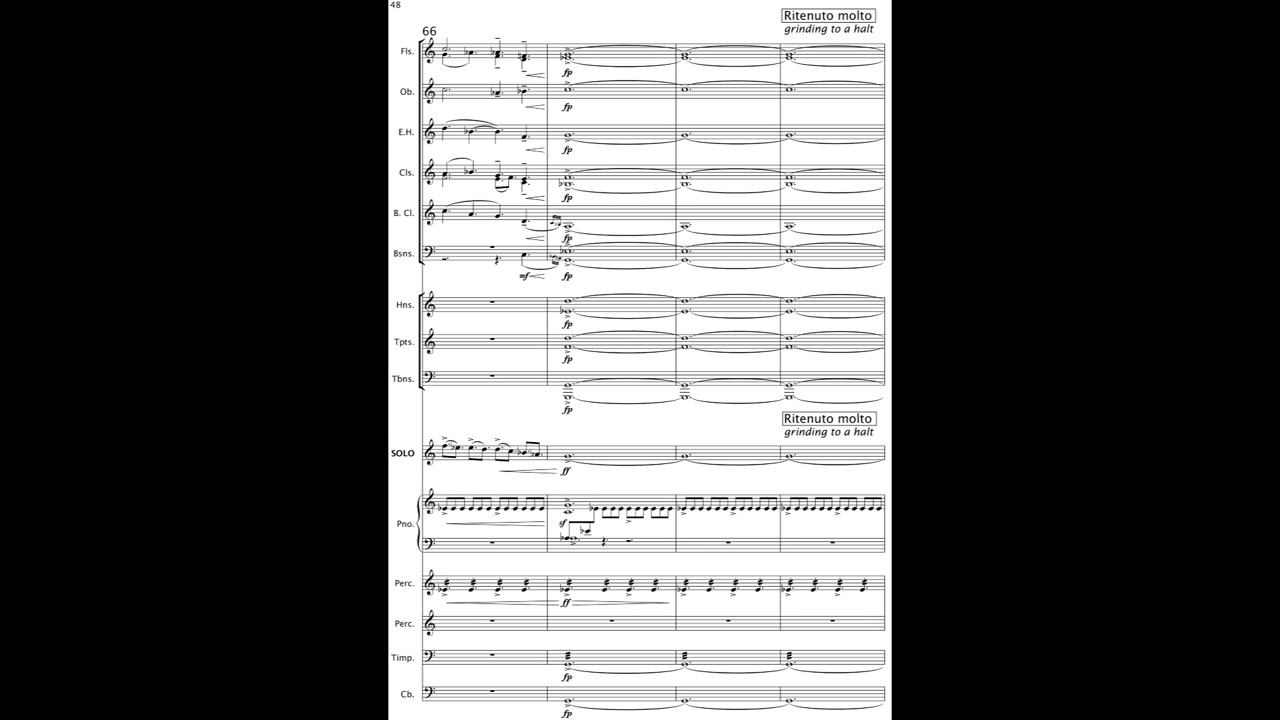 48
Ritenuto molto
grinding to a halt
66
Fls.
fp
Ob.
fp
E.H.
fp
Cls.
fp
B. Cl.
fp
Bsns.
mf fp
Hns.
fp
Tpts.
fp
Tbns.
fp
Ritenuto molto
grinding to a halt
SOLO
ff
Pno.
sf
Perc.
ff
Perc.
Timp.
fp
Cb.
fp